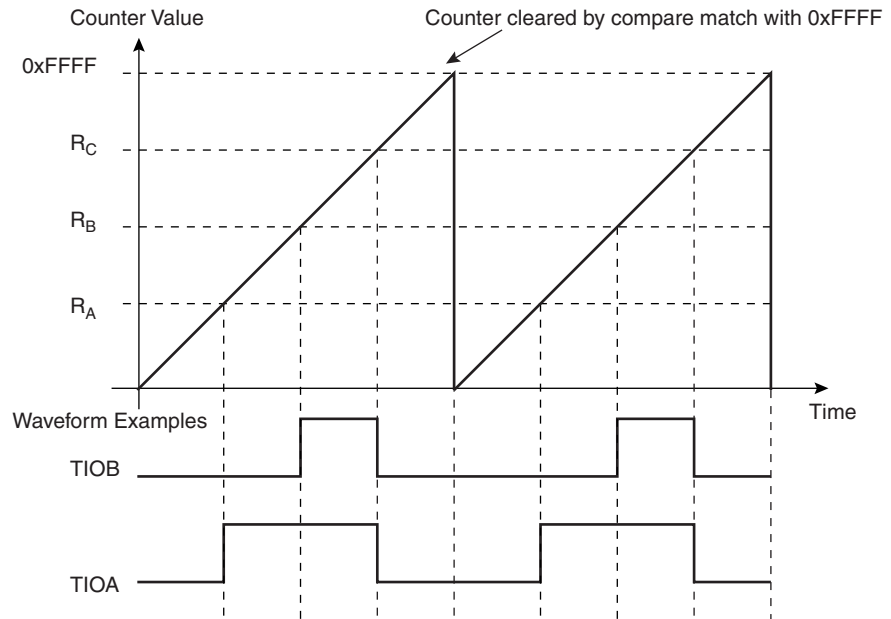 Counter Value
Counter cleared by compare match with 0xFFFF
0xFFFF
RC
RB
RA
Time
Waveform Examples
TIOB
TIOA